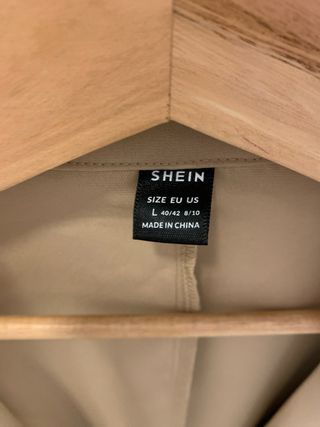 SHEIN
SIZE EU US
L 40/42 8/10
MADE IN CHINA